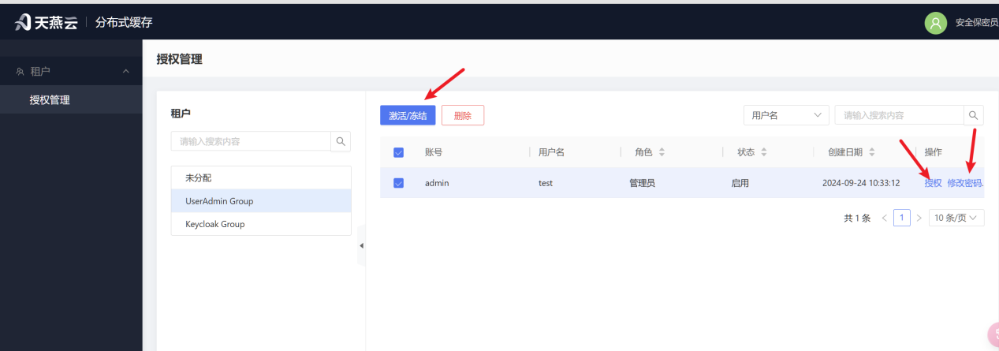 天燕云 分布式缓存 安全保密员
租户
授权管理
授权管理
租户
请输入搜索内容
未分配
UserAdmin Group
Keycloak Group
激活/冻结 删除 用户名 请输入搜索内容
账号 用户名 角色 状态 创建日期 操作
admin test 管理员 启用 2024-09-24 10:33:12 授权 修改密码.
共 1 条 < 1 > 10 条/页